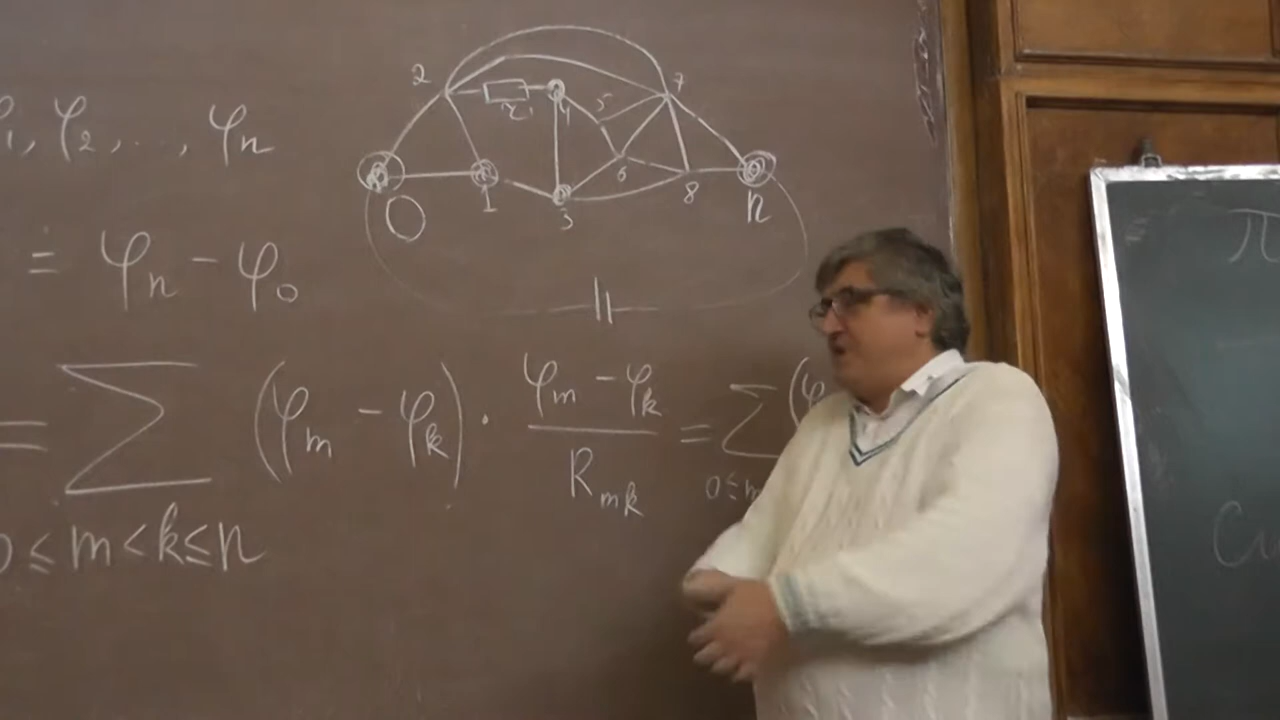 φ₁, φ₂, ..., φₙ
= φₙ - φ₀
2 r 4 5 7
0 1 3 6 8 n
= Σ (φₘ - φₖ) · (φₘ - φₖ)/Rₘₖ = Σ (φ
0 ≤ m < k ≤ n 0 ≤ m
π